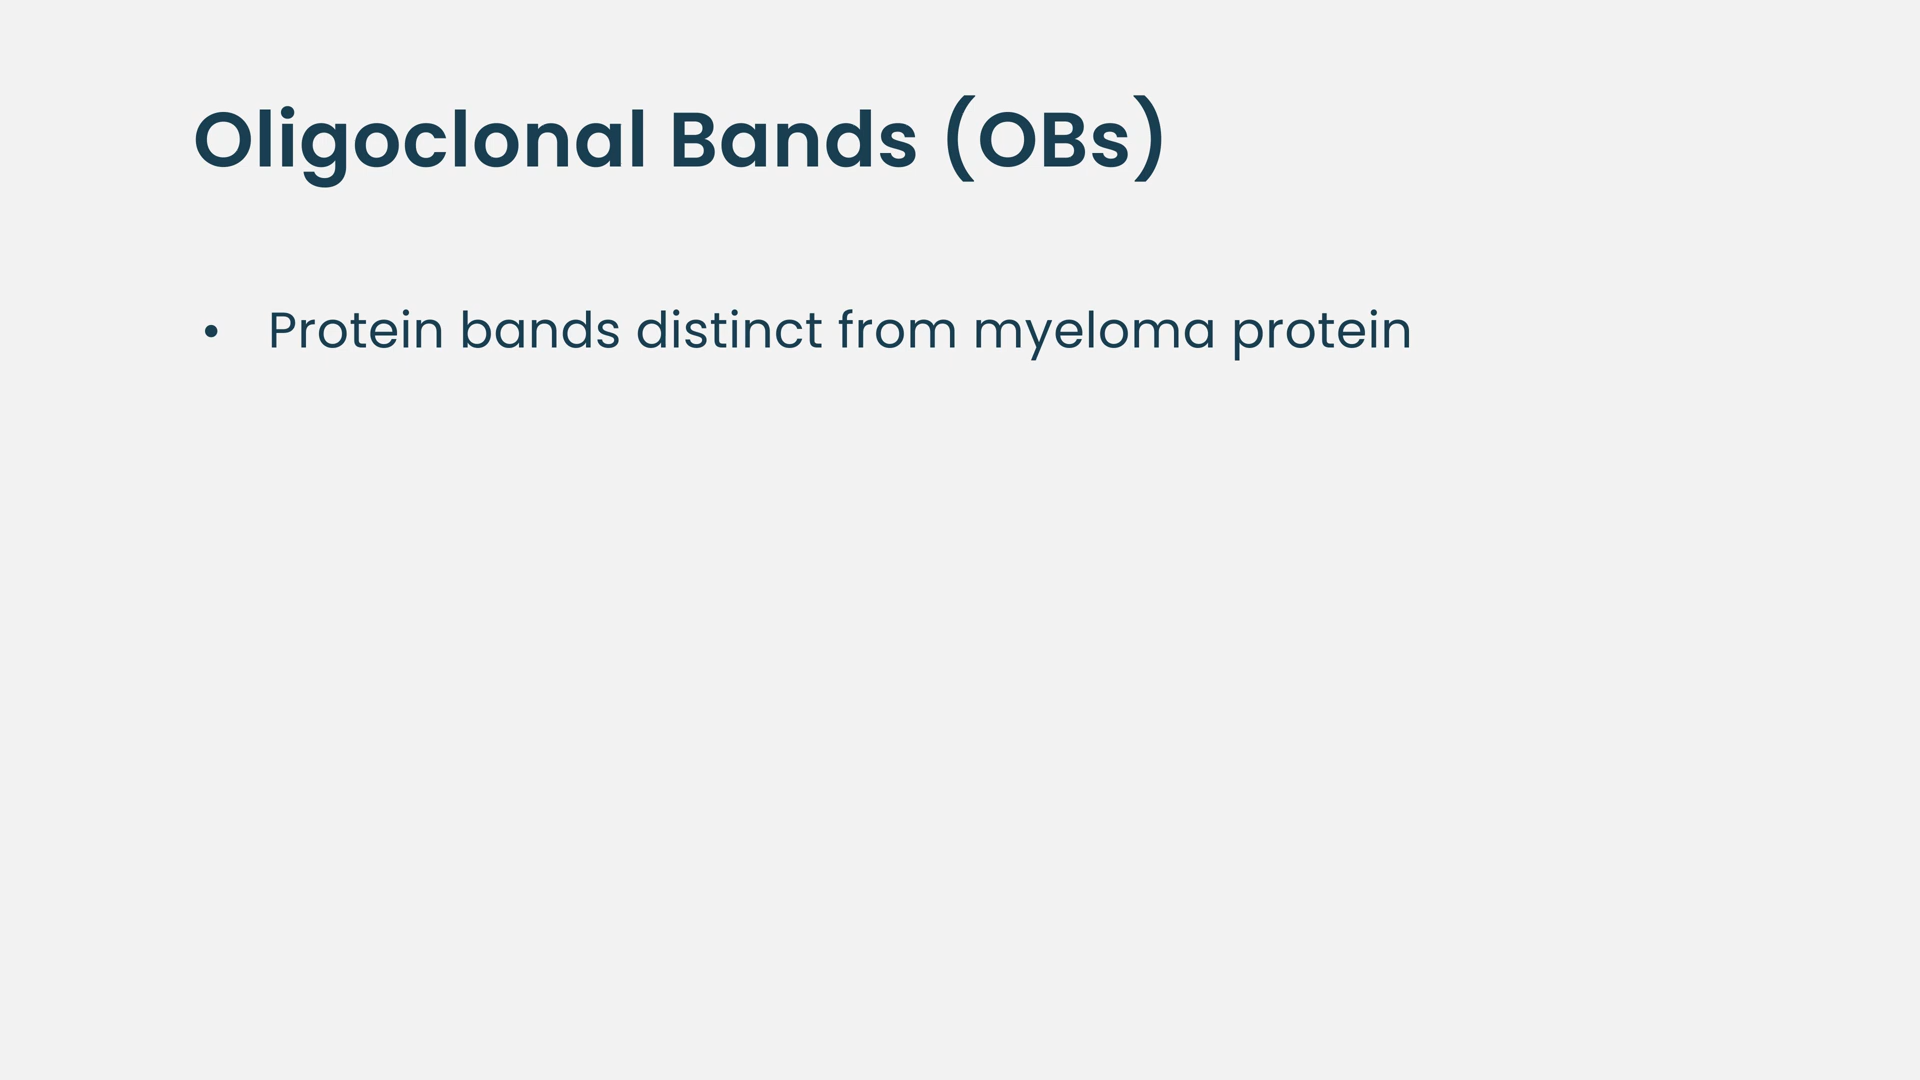 Oligoclonal Bands (OBs)
• Protein bands distinct from myeloma protein